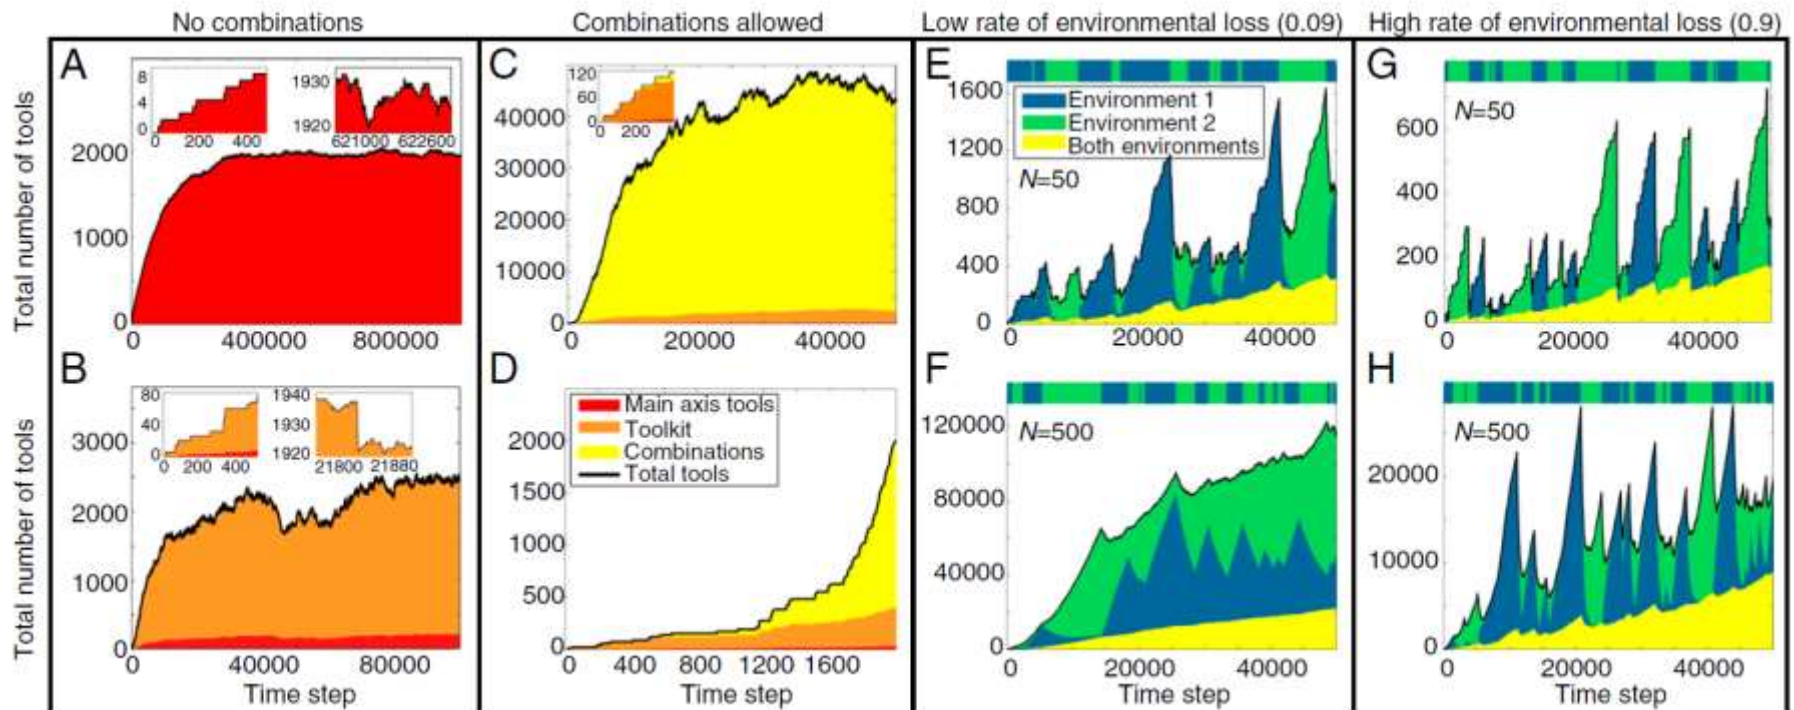 No combinations
Combinations allowed
Low rate of environmental loss (0.09)
High rate of environmental loss (0.9)
A
Total number of tools
2000
1000
0
0 400000 800000
8
4
0
0 200 400
1930
1920
621000 622600
B
Total number of tools
3000
2000
1000
0
0 40000 800000
Time step
80
40
0
0 200 400
1940
1930
1920
21800 21880
C
40000
30000
20000
10000
0
0 20000 40000
120
60
0
0 200
D
Main axis tools
Toolkit
Combinations
Total tools
2000
1500
1000
500
0
0 400 800 1200 1600
Time step
E
Environment 1
Environment 2
Both environments
N=50
1600
1200
800
400
0
0 20000 40000
F
N=500
120000
80000
40000
0
0 20000 40000
Time step
G
N=50
600
400
200
0
0 20000 40000
H
N=500
20000
10000
0
0 20000 40000
Time step